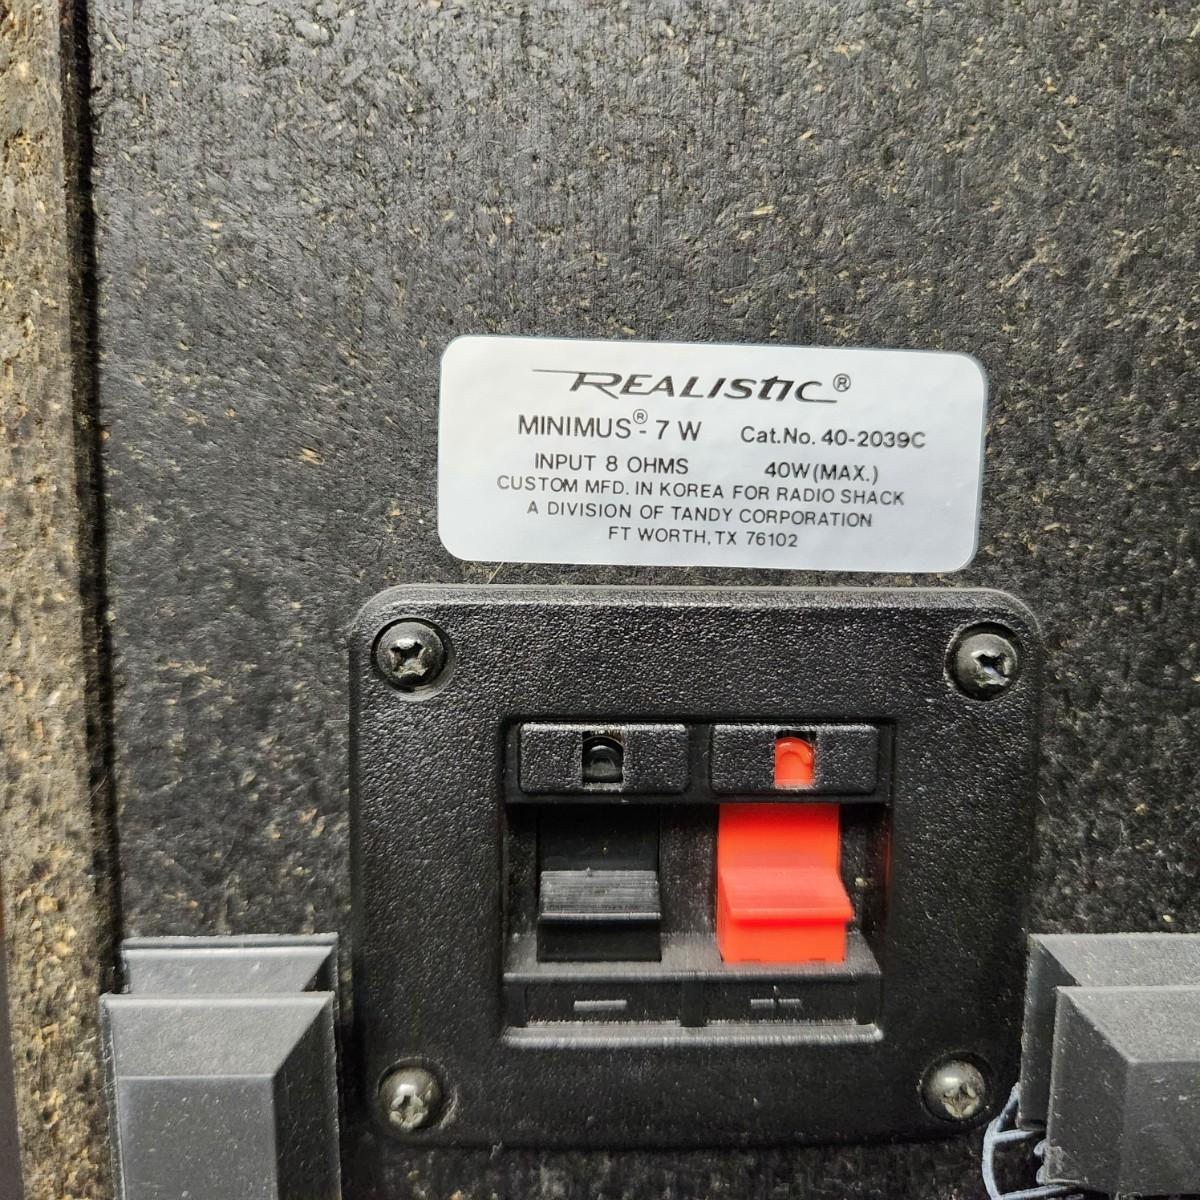 REALISTIC®
MINIMUS®-7 W Cat.No. 40-2039C
INPUT 8 OHMS 40W(MAX.)
CUSTOM MFD. IN KOREA FOR RADIO SHACK
A DIVISION OF TANDY CORPORATION
FT WORTH,TX 76102
— +